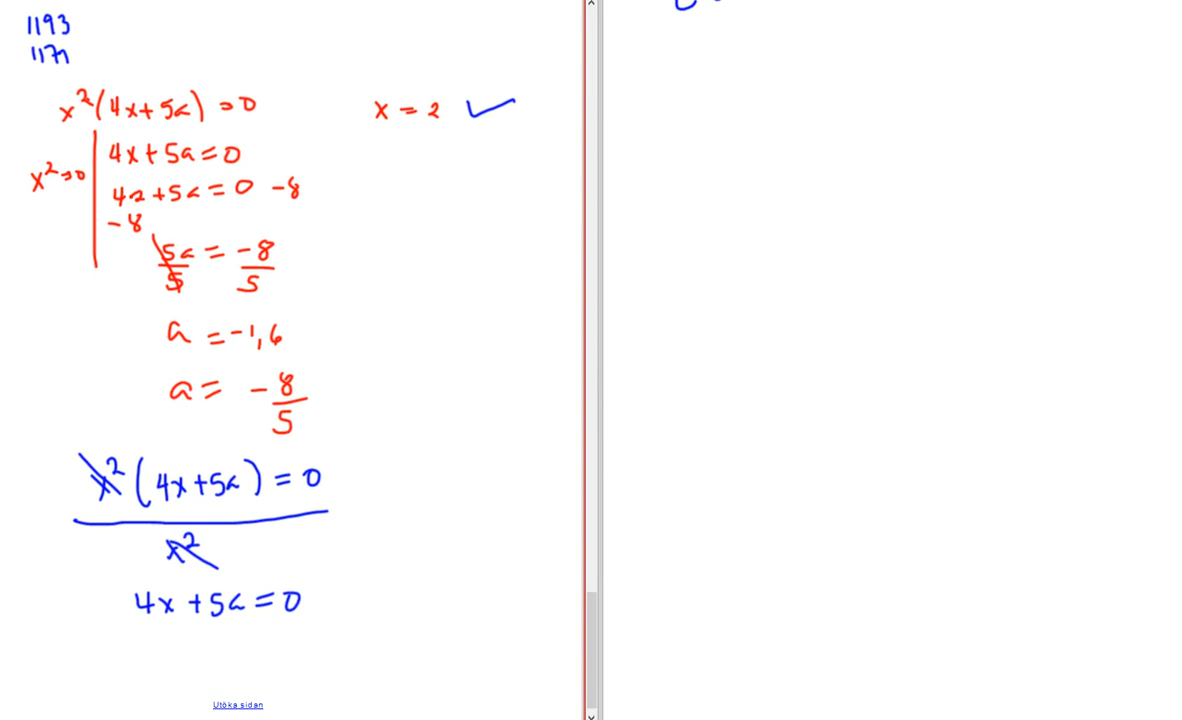 1193
1171
x²(4x+5a)=0 x=2 ✓
4x+5a=0
x²=0
4·2+5a=0 -8
-8
5a/5 = -8/5
a=-1,6
a= -8/5
x²(4x+5a)=0
x²
4x+5a=0
Utöka sidan